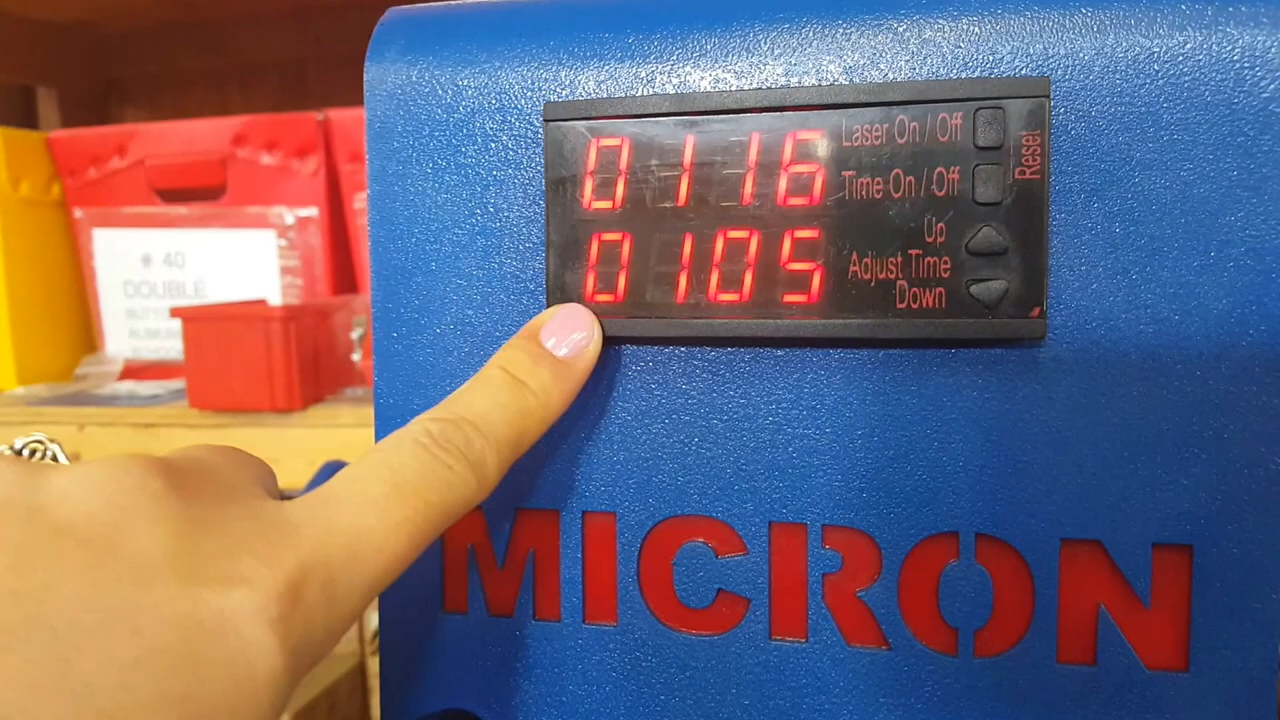 0116
0105
Laser On / Off
Time On / Off
Up
Adjust Time
Down
Reset
MICRON
# 40
DOUBLE